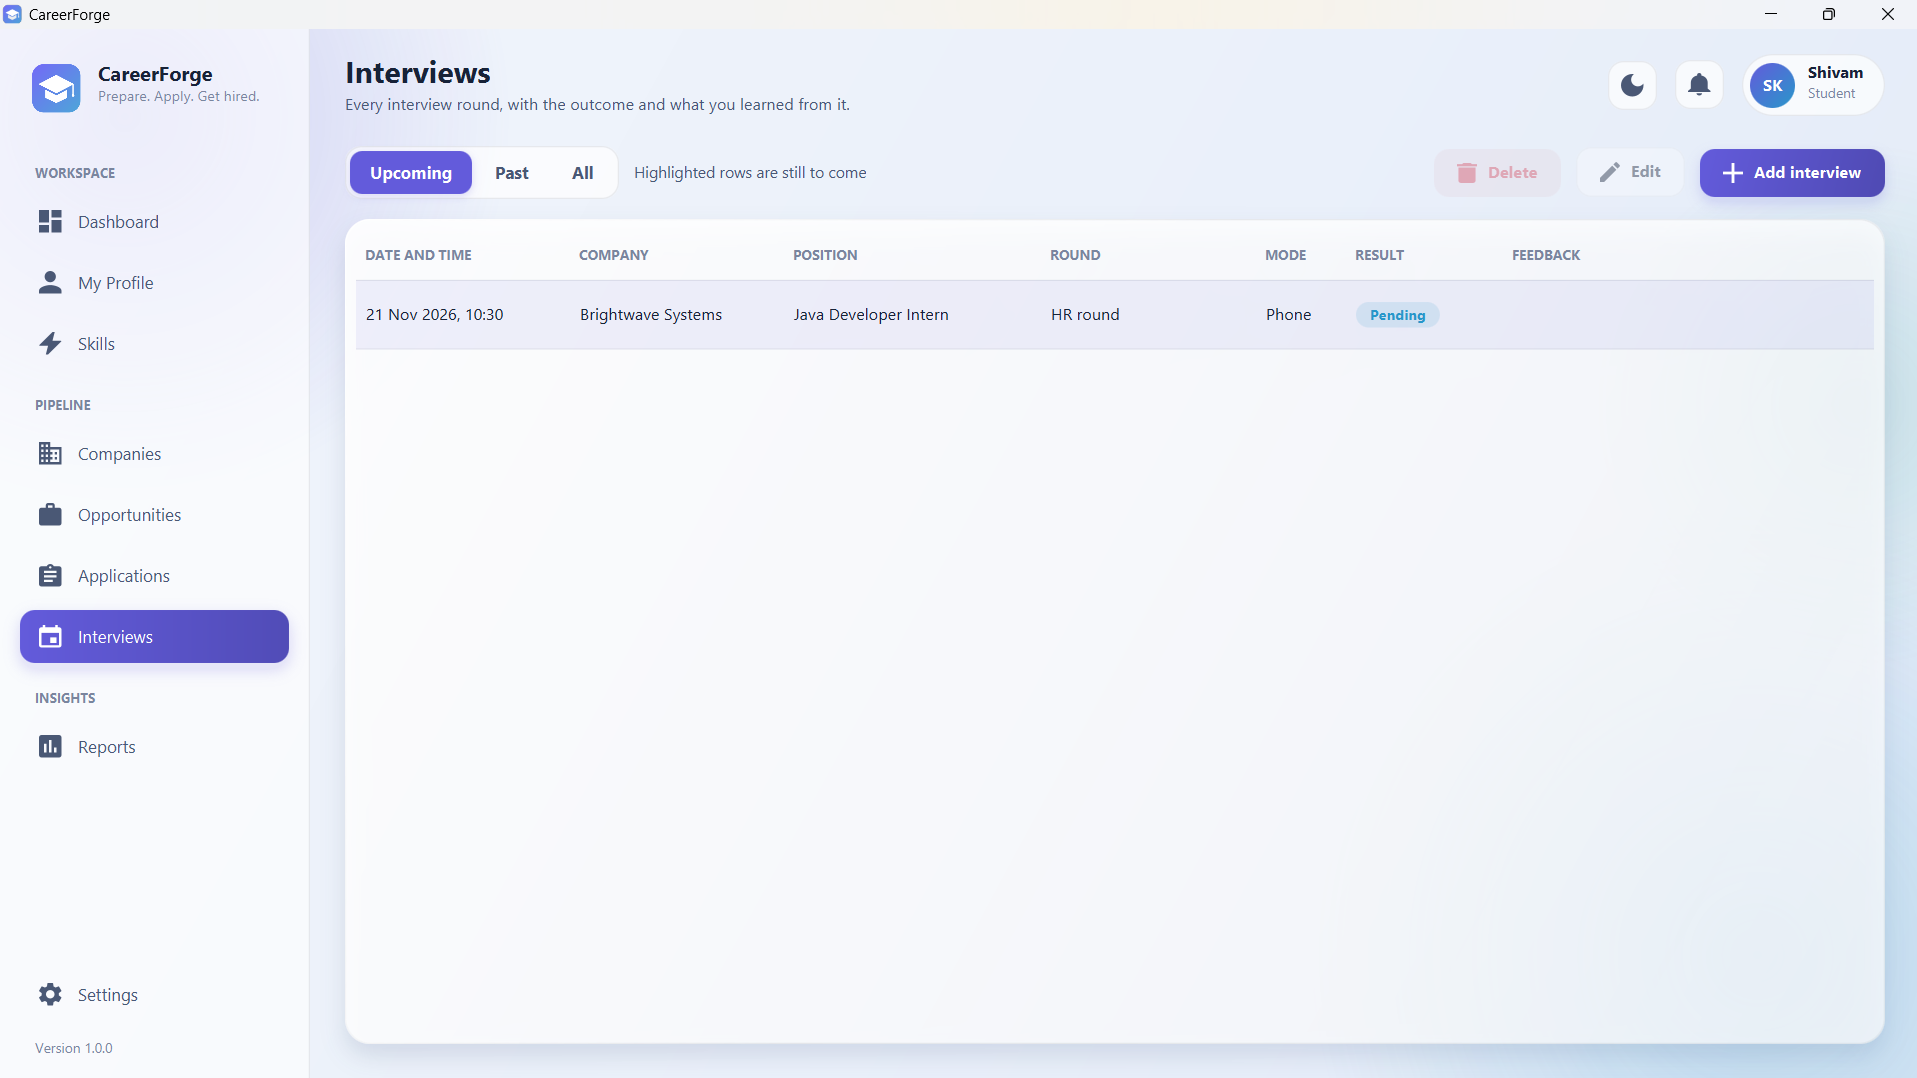 CareerForge
CareerForge
Prepare. Apply. Get hired.
WORKSPACE
Dashboard
My Profile
Skills
PIPELINE
Companies
Opportunities
Applications
Interviews
INSIGHTS
Reports
Settings
Version 1.0.0
Interviews
Every interview round, with the outcome and what you learned from it.
SK
Shivam
Student
Upcoming Past All Highlighted rows are still to come
Delete Edit Add interview
DATE AND TIME COMPANY POSITION ROUND MODE RESULT FEEDBACK
21 Nov 2026, 10:30 Brightwave Systems Java Developer Intern HR round Phone Pending